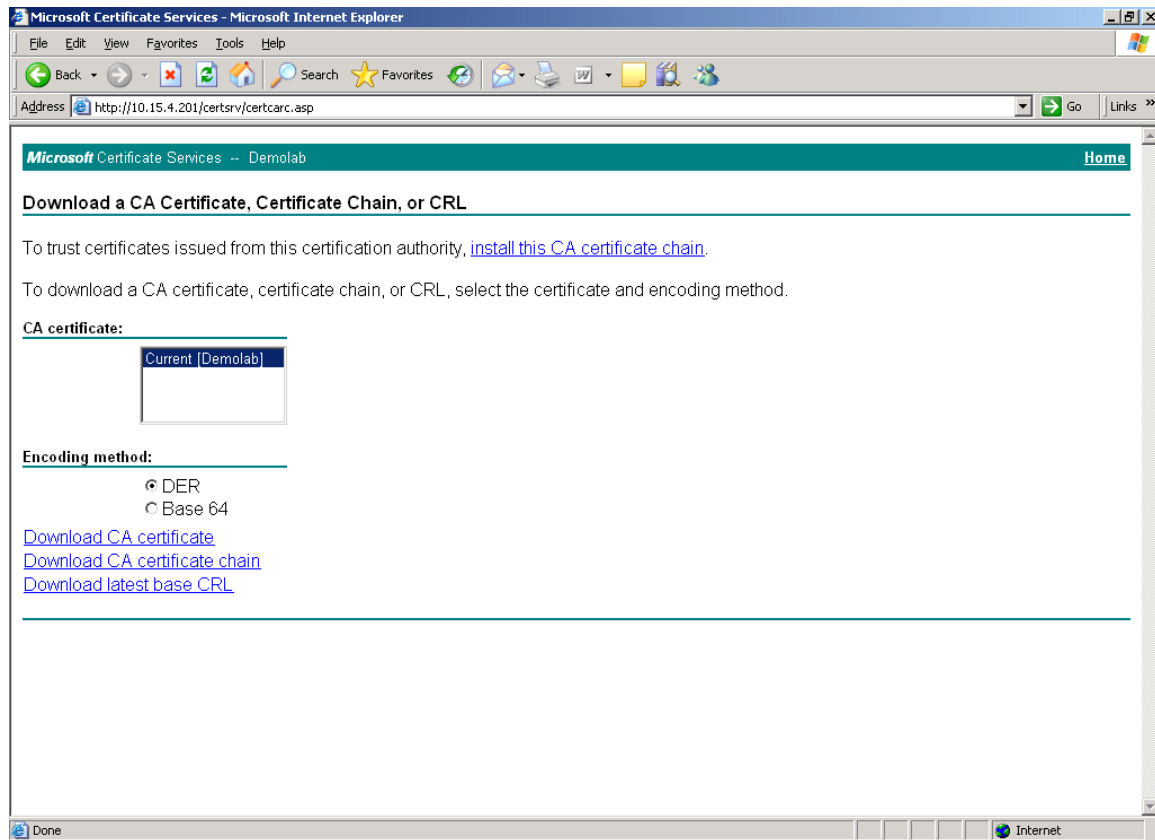 Microsoft Certificate Services - Microsoft Internet Explorer
File Edit View Favorites Tools Help
Back Search Favorites
Address http://10.15.4.201/certsrv/certcarc.asp Go Links »
Microsoft Certificate Services -- Demolab Home
Download a CA Certificate, Certificate Chain, or CRL
To trust certificates issued from this certification authority, install this CA certificate chain.
To download a CA certificate, certificate chain, or CRL, select the certificate and encoding method.
CA certificate:
Current [Demolab]
Encoding method:
DER
Base 64
Download CA certificate
Download CA certificate chain
Download latest base CRL
Done Internet